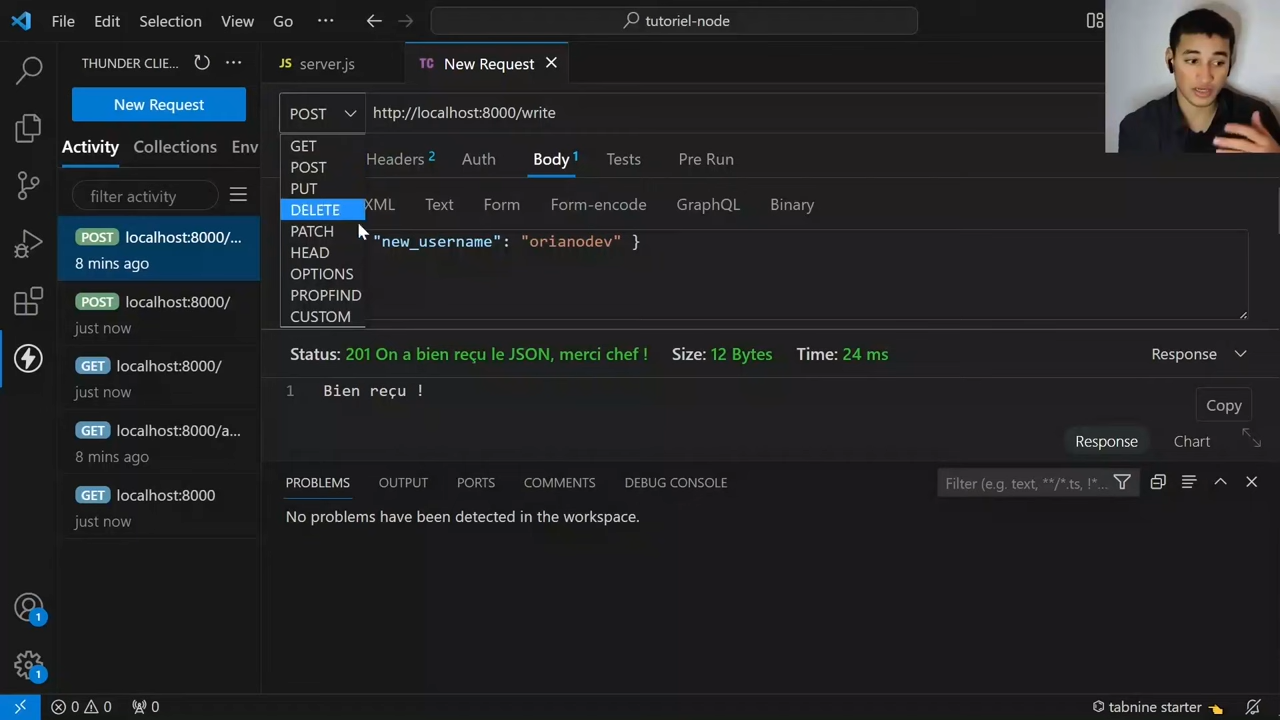 File Edit Selection View Go ··· tutoriel-node
THUNDER CLIE... ···
New Request
Activity Collections Env
filter activity
POST localhost:8000/...
8 mins ago
POST localhost:8000/
just now
GET localhost:8000/
just now
GET localhost:8000/a...
8 mins ago
GET localhost:8000
just now
JS server.js TC New Request
POST http://localhost:8000/write
GET
POST
PUT
DELETE
PATCH
HEAD
OPTIONS
PROPFIND
CUSTOM
Headers 2 Auth Body 1 Tests Pre Run
XML Text Form Form-encode GraphQL Binary
"new_username": "orianodev" }
Status: 201 On a bien reçu le JSON, merci chef ! Size: 12 Bytes Time: 24 ms Response
1 Bien reçu !
Copy
Response Chart
PROBLEMS OUTPUT PORTS COMMENTS DEBUG CONSOLE Filter (e.g. text, **/*.ts, !*...
No problems have been detected in the workspace.
1
1
0 0 0 tabnine starter